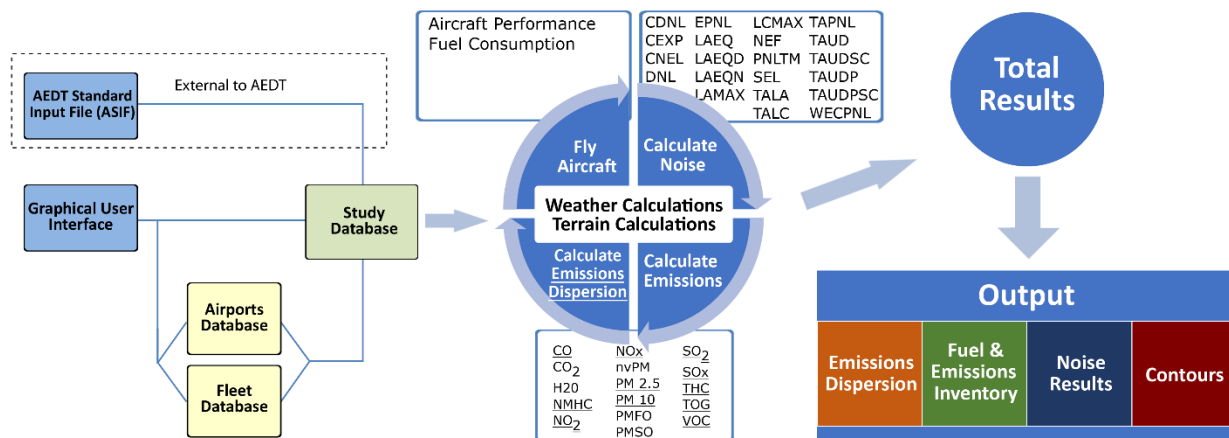 External to AEDT
AEDT Standard
Input File (ASIF)
Graphical User
Interface
Study
Database
Airports
Database
Fleet
Database
Aircraft Performance
Fuel Consumption
CDNL EPNL LCMAX TAPNL
CEXP LAEQ NEF TAUD
CNEL LAEQD PNLTM TAUDSC
DNL LAEQN SEL TAUDP
LAMAX TALA TAUDPSC
TALC WECPNL
Fly
Aircraft
Calculate
Noise
Weather Calculations
Terrain Calculations
Calculate
Emissions
Dispersion
Calculate
Emissions
CO NOx SO2
CO2 nvPM SOx
H20 PM 2.5 THC
NMHC PM 10 TOG
NO2 PMFO VOC
PMSO
Total
Results
Output
Emissions
Dispersion
Fuel &
Emissions
Inventory
Noise
Results
Contours